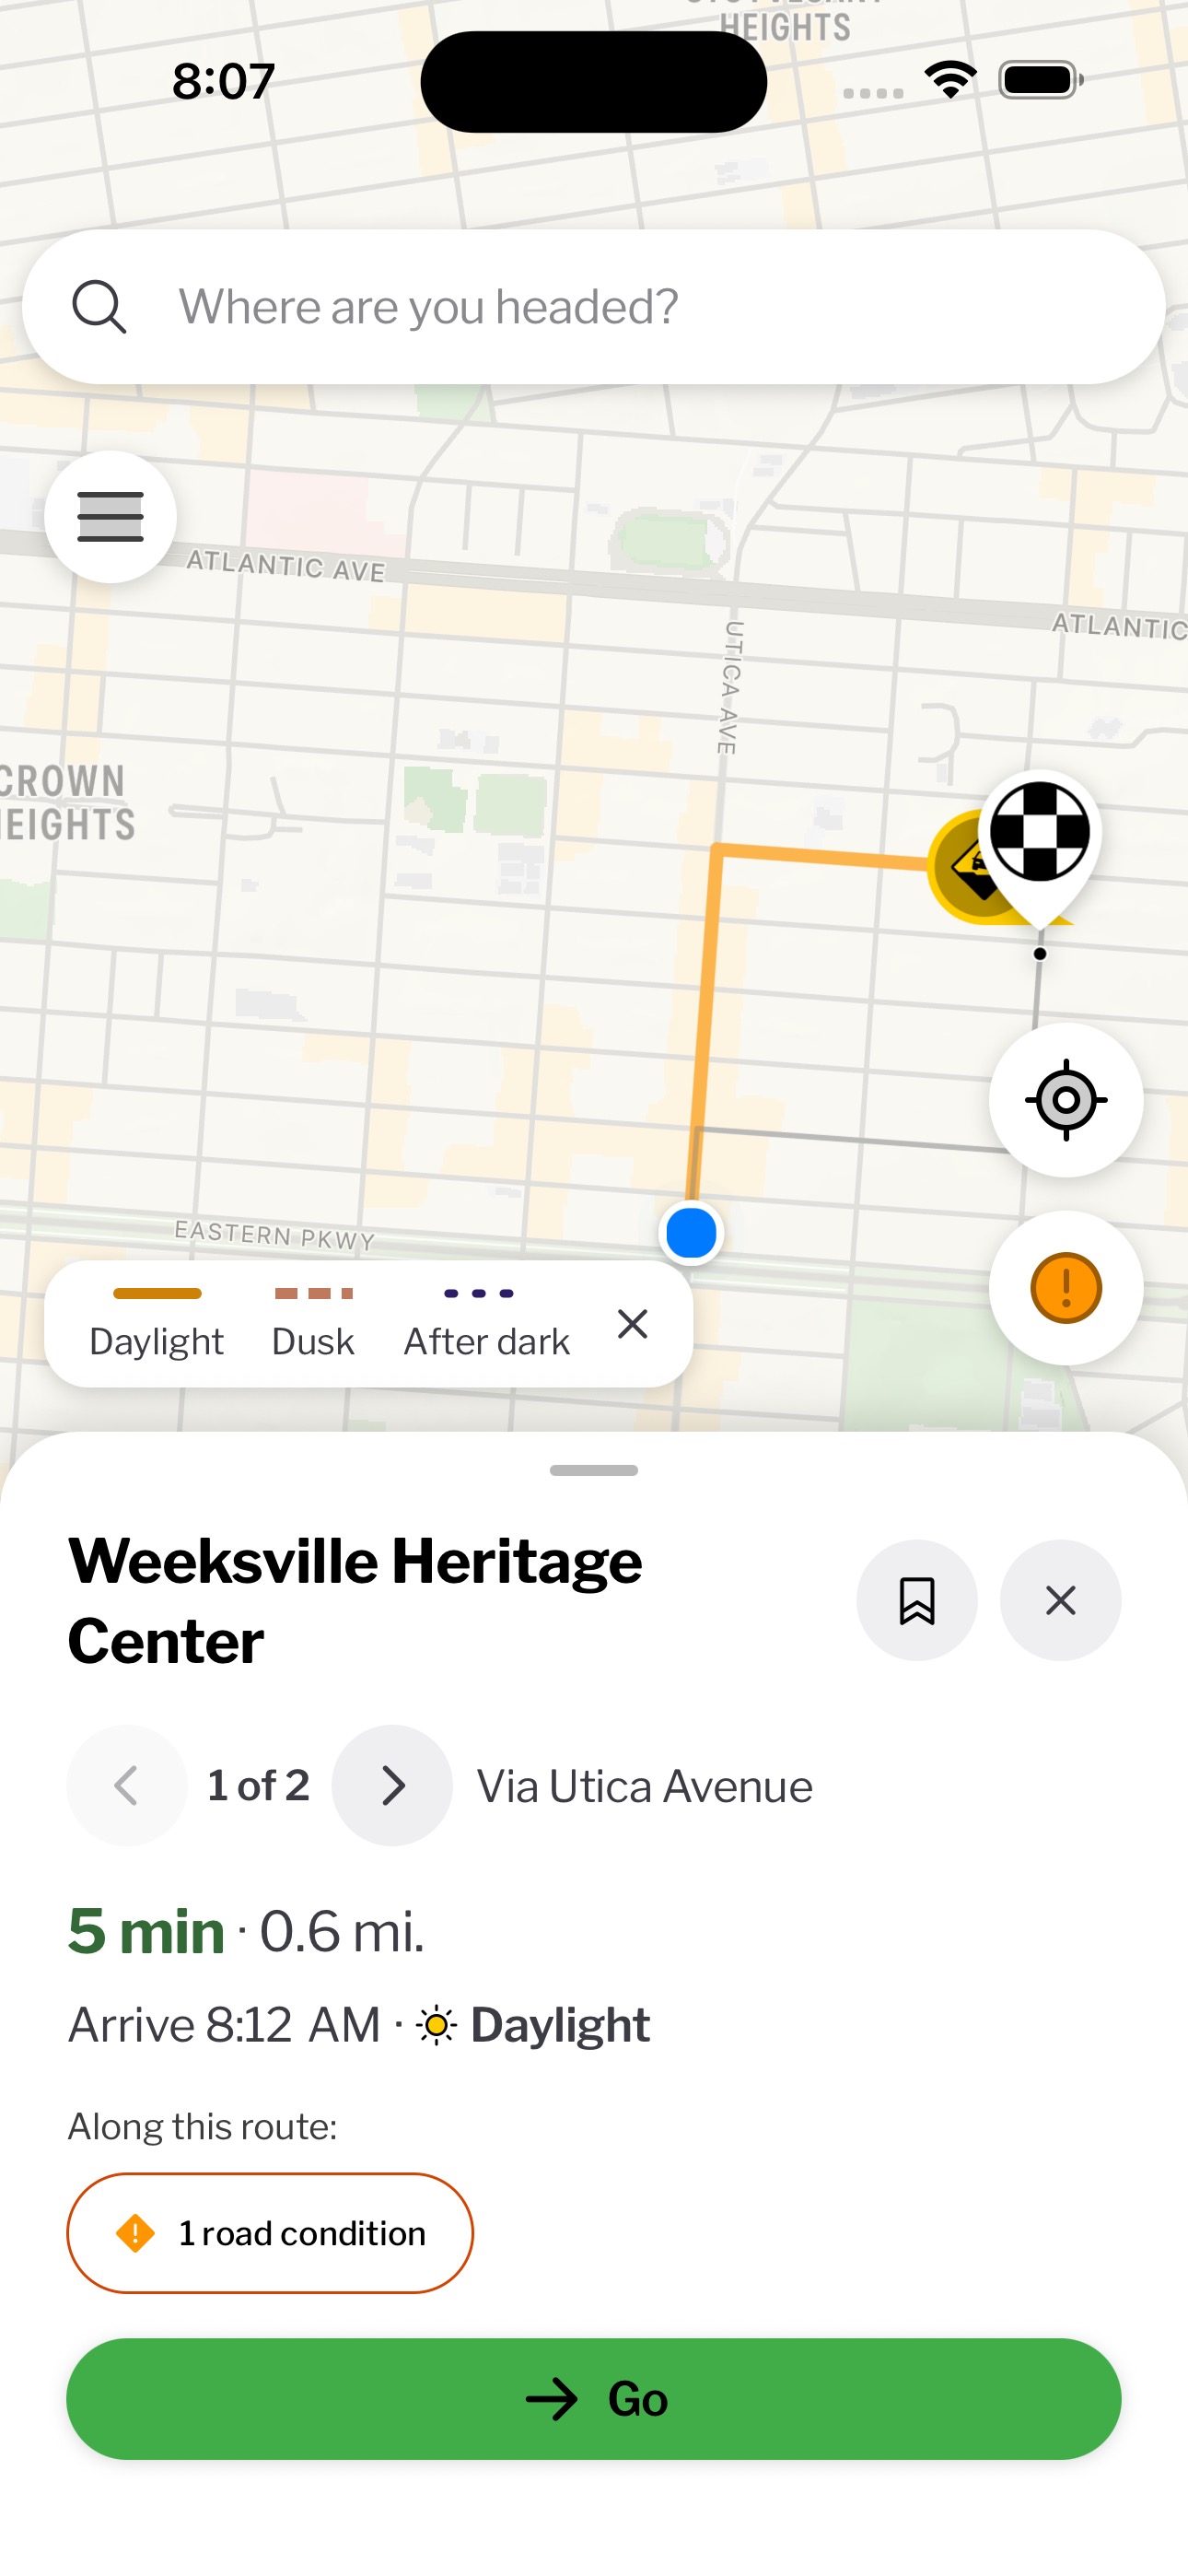 HEIGHTS
8:07
Where are you headed?
ATLANTIC AVE
ATLANTIC
UTICA AVE
CROWN
HEIGHTS
EASTERN PKWY
Daylight
Dusk
After dark
Weeksville Heritage
Center
1 of 2
Via Utica Avenue
5 min · 0.6 mi.
Arrive 8:12 AM · Daylight
Along this route:
1 road condition
Go